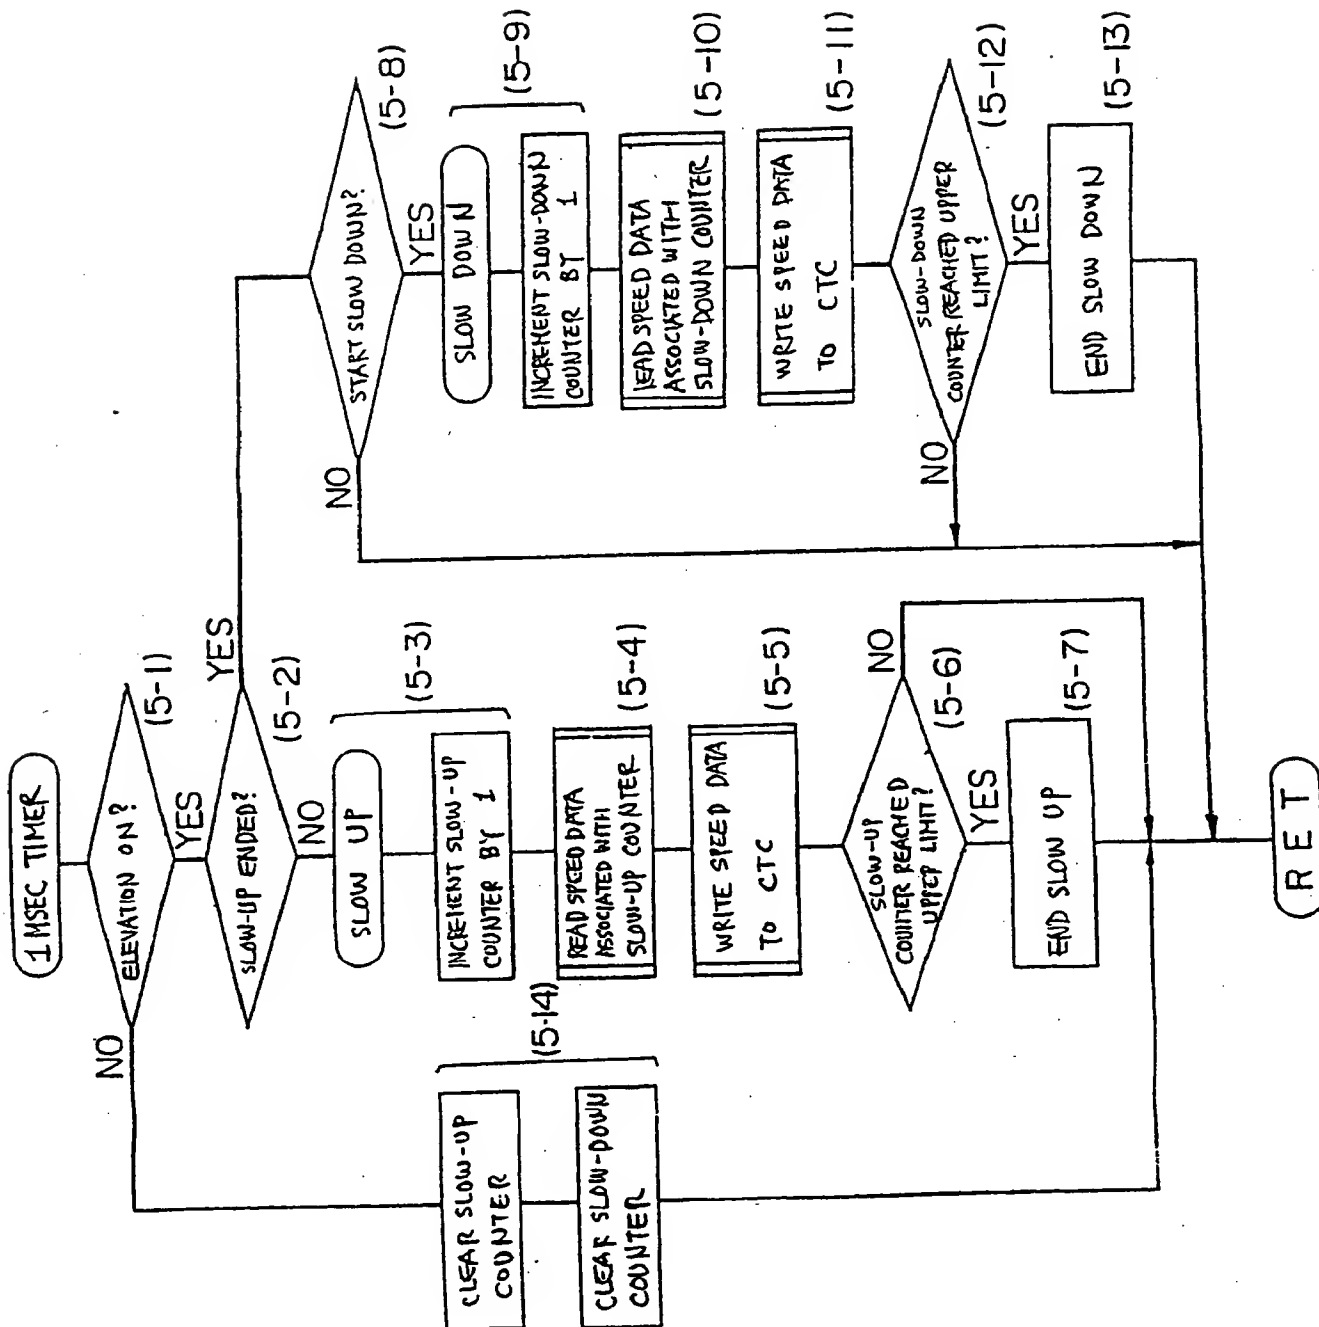 1 MSEC TIMER
ELEVATION ON?
(5-1)
NO
YES
SLOW-UP ENDED?
(5-2)
YES
NO
SLOW UP
(5-3)
INCREMENT SLOW-UP
COUNTER BY 1
READ SPEED DATA
ASSOCIATED WITH
SLOW-UP COUNTER
(5-4)
WRITE SPEED DATA
TO CTC
(5-5)
SLOW-UP
COUNTER REACHED
UPPER LIMIT?
(5-6)
NO
YES
END SLOW UP
(5-7)
START SLOW DOWN?
(5-8)
NO
YES
SLOW DOWN
(5-9)
INCREMENT SLOW-DOWN
COUNTER BY 1
LEAD SPEED DATA
ASSOCIATED WITH
SLOW-DOWN COUNTER
(5-10)
WRITE SPEED DATA
TO CTC
(5-11)
SLOW-DOWN
COUNTER REACHED UPPER
LIMIT?
(5-12)
NO
YES
END SLOW DOWN
(5-13)
CLEAR SLOW-UP
COUNTER
(5-14)
CLEAR SLOW-DOWN
COUNTER
RET